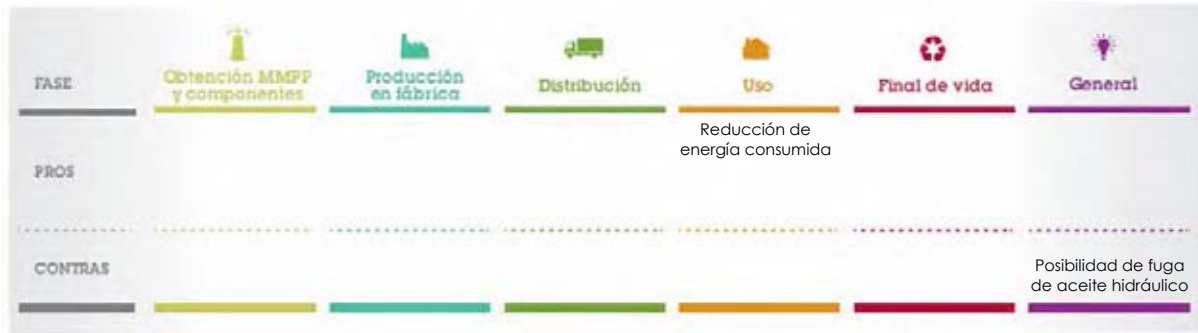 FASE
Obtención MMPP
y componentes
Producción
en fábrica
Distribución
Uso
Final de vida
General
PROS
Reducción de
energía consumida
CONTRAS
Posibilidad de fuga
de aceite hidráulico